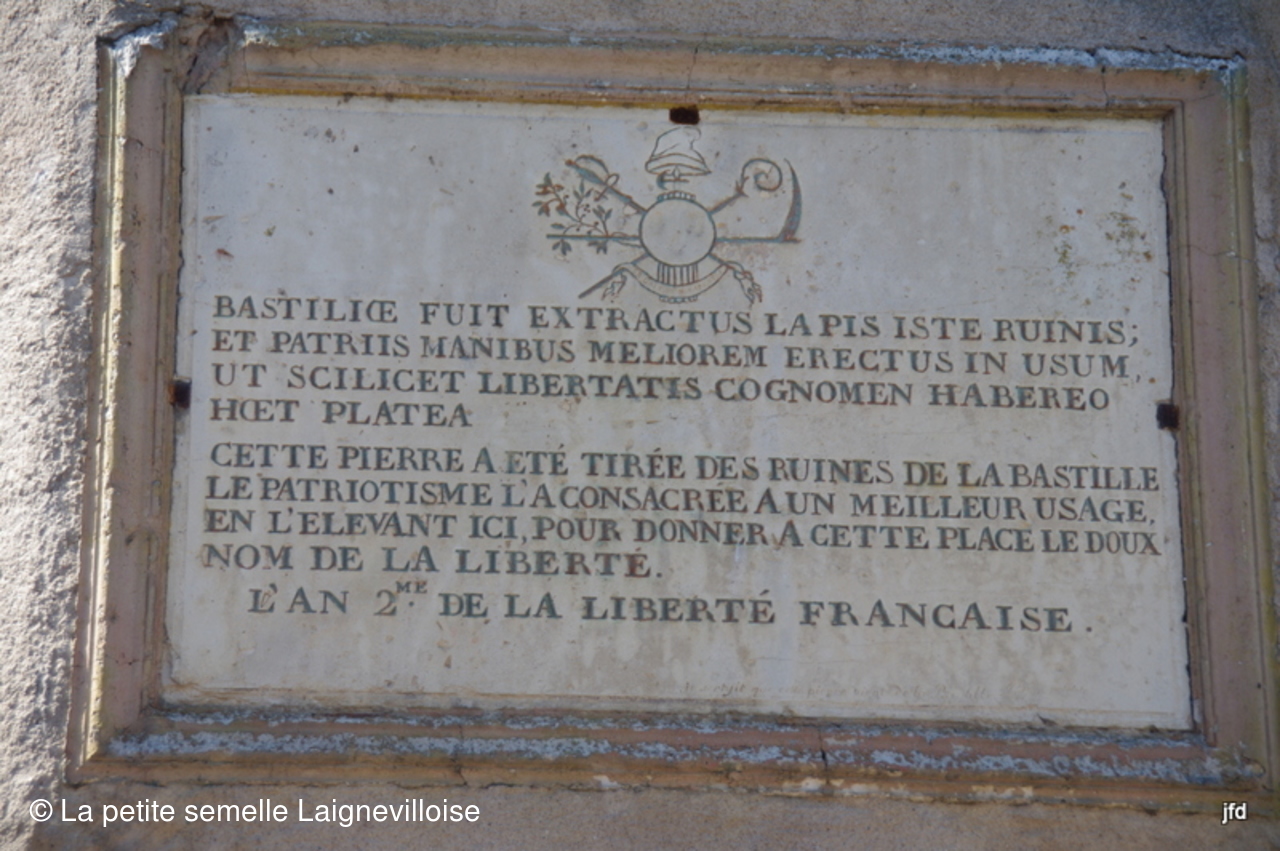 BASTILIŒ FUIT EXTRACTUS LAPIS ISTE RUINIS;
ET PATRIIS MANIBUS MELIOREM ERECTUS IN USUM,
UT SCILICET LIBERTATIS COGNOMEN HABEREO
HŒT PLATEA
CETTE PIERRE A ETÉ TIRÉE DES RUINES DE LA BASTILLE
LE PATRIOTISME L'A CONSACRÉE A UN MEILLEUR USAGE,
EN L'ELEVANT ICI, POUR DONNER A CETTE PLACE LE DOUX
NOM DE LA LIBERTÉ.
L'AN 2ME. DE LA LIBERTÉ FRANCAISE.
© La petite semelle Laignevilloise
jfd